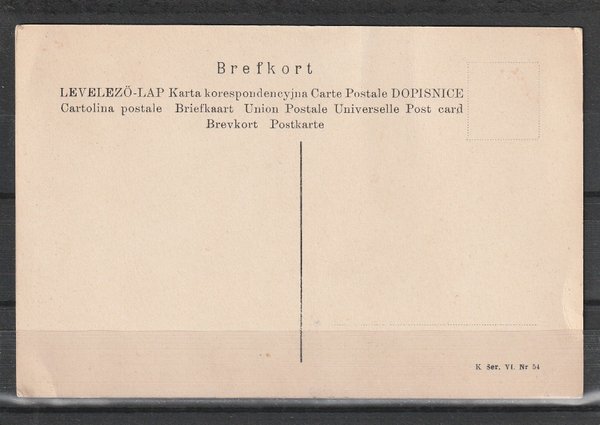 Brefkort
LEVELEZŐ-LAP Karta korespondencyjna Carte Postale DOPISNICE
Cartolina postale Briefkaart Union Postale Universelle Post card
Brevkort Postkarte
K Ser. VI. Nr 54